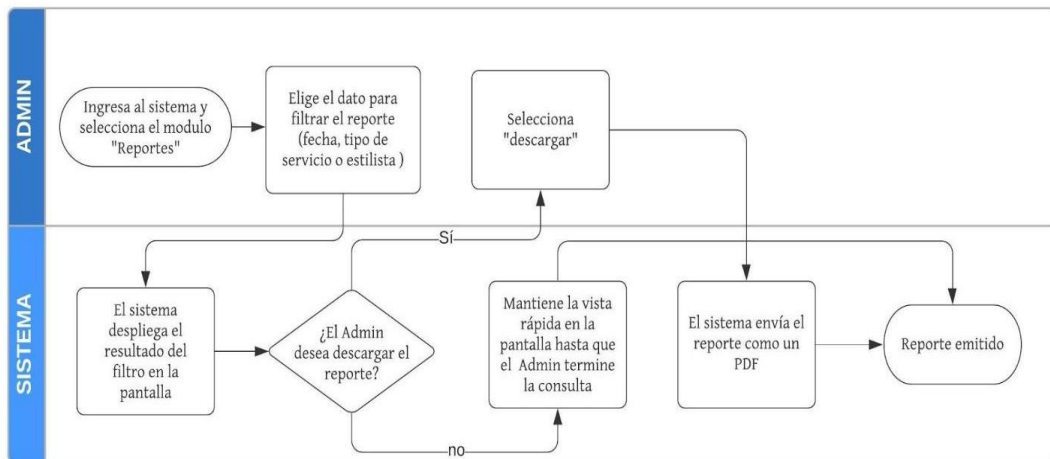 ADMIN
Ingresa al sistema y
selecciona el modulo
"Reportes"
Elige el dato para
filtrar el reporte
(fecha, tipo de
servicio o estilista )
Selecciona
"descargar"
SISTEMA
El sistema
despliega el
resultado del
filtro en la
pantalla
¿El Admin
desea descargar el
reporte?
Sí
no
Mantiene la vista
rápida en la
pantalla hasta que
el Admin termine
la consulta
El sistema envía el
reporte como un
PDF
Reporte emitido